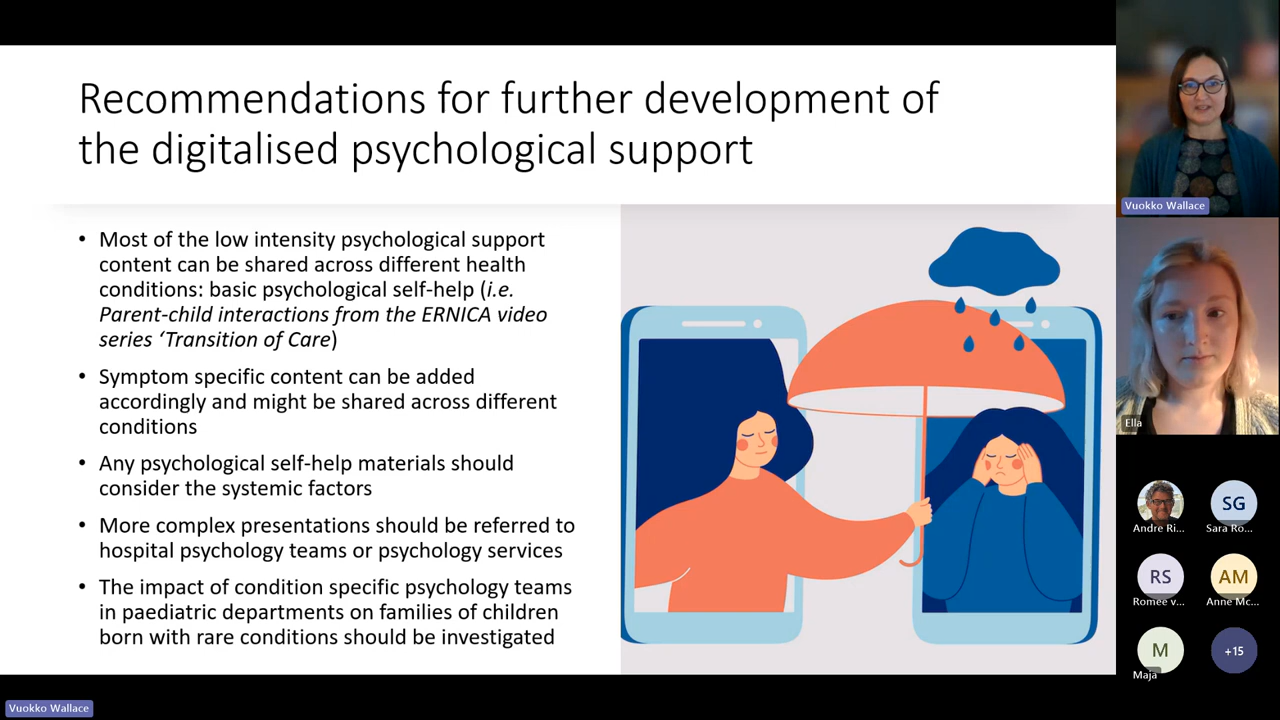 Recommendations for further development of
the digitalised psychological support
• Most of the low intensity psychological support
content can be shared across different health
conditions: basic psychological self-help (i.e.
Parent-child interactions from the ERNICA video
series ‘Transition of Care)
• Symptom specific content can be added
accordingly and might be shared across different
conditions
• Any psychological self-help materials should
consider the systemic factors
• More complex presentations should be referred to
hospital psychology teams or psychology services
• The impact of condition specific psychology teams
in paediatric departments on families of children
born with rare conditions should be investigated
Vuokko Wallace
Ella
Andre Ri...
SG
Sara Ro...
RS
Romee v...
AM
Anne Mc...
M
Maja
+15
Vuokko Wallace